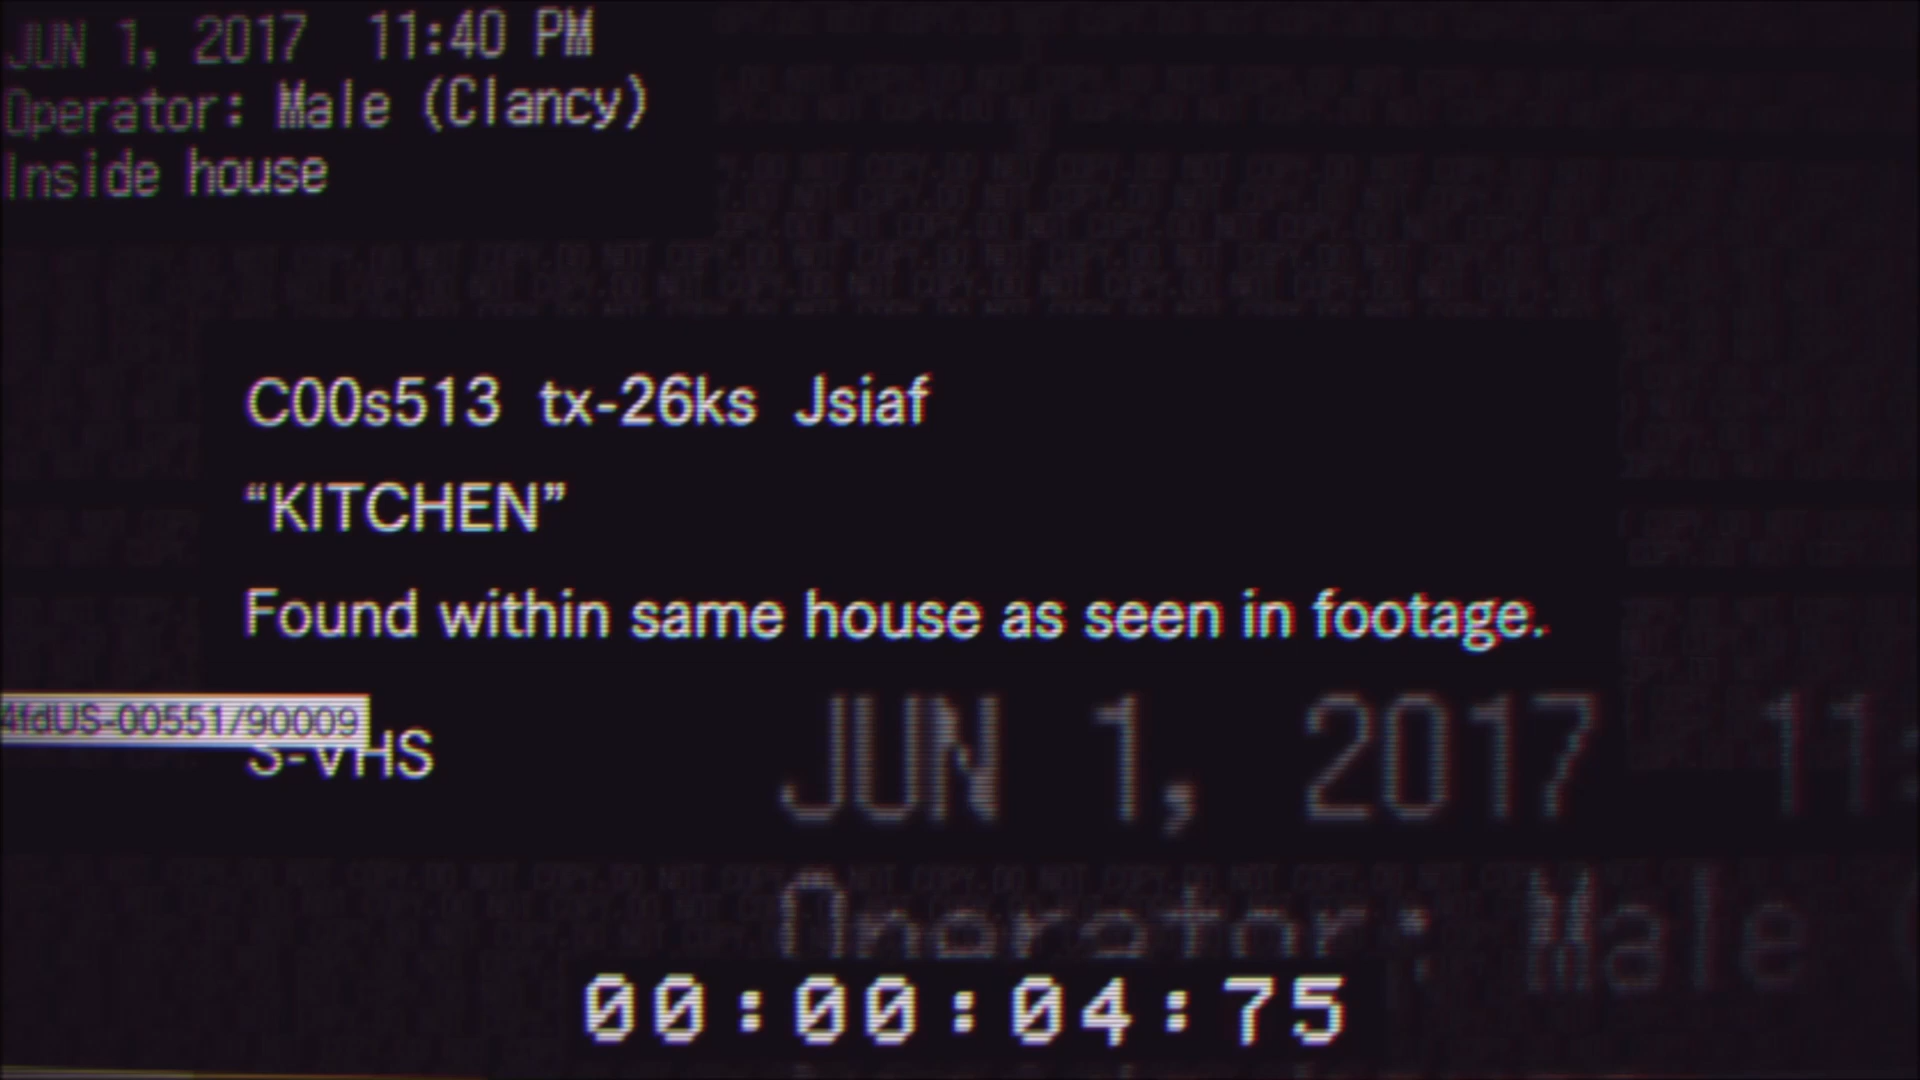 JUN 1, 2017 11:40 PM
Operator: Male (Clancy)
Inside house
C00s513 tx-26ks Jsiaf
“KITCHEN”
Found within same house as seen in footage.
4fdUS-00551/90009
S-VHS
JUN 1, 2017 11:
Operator: Male (
00:00:04:75